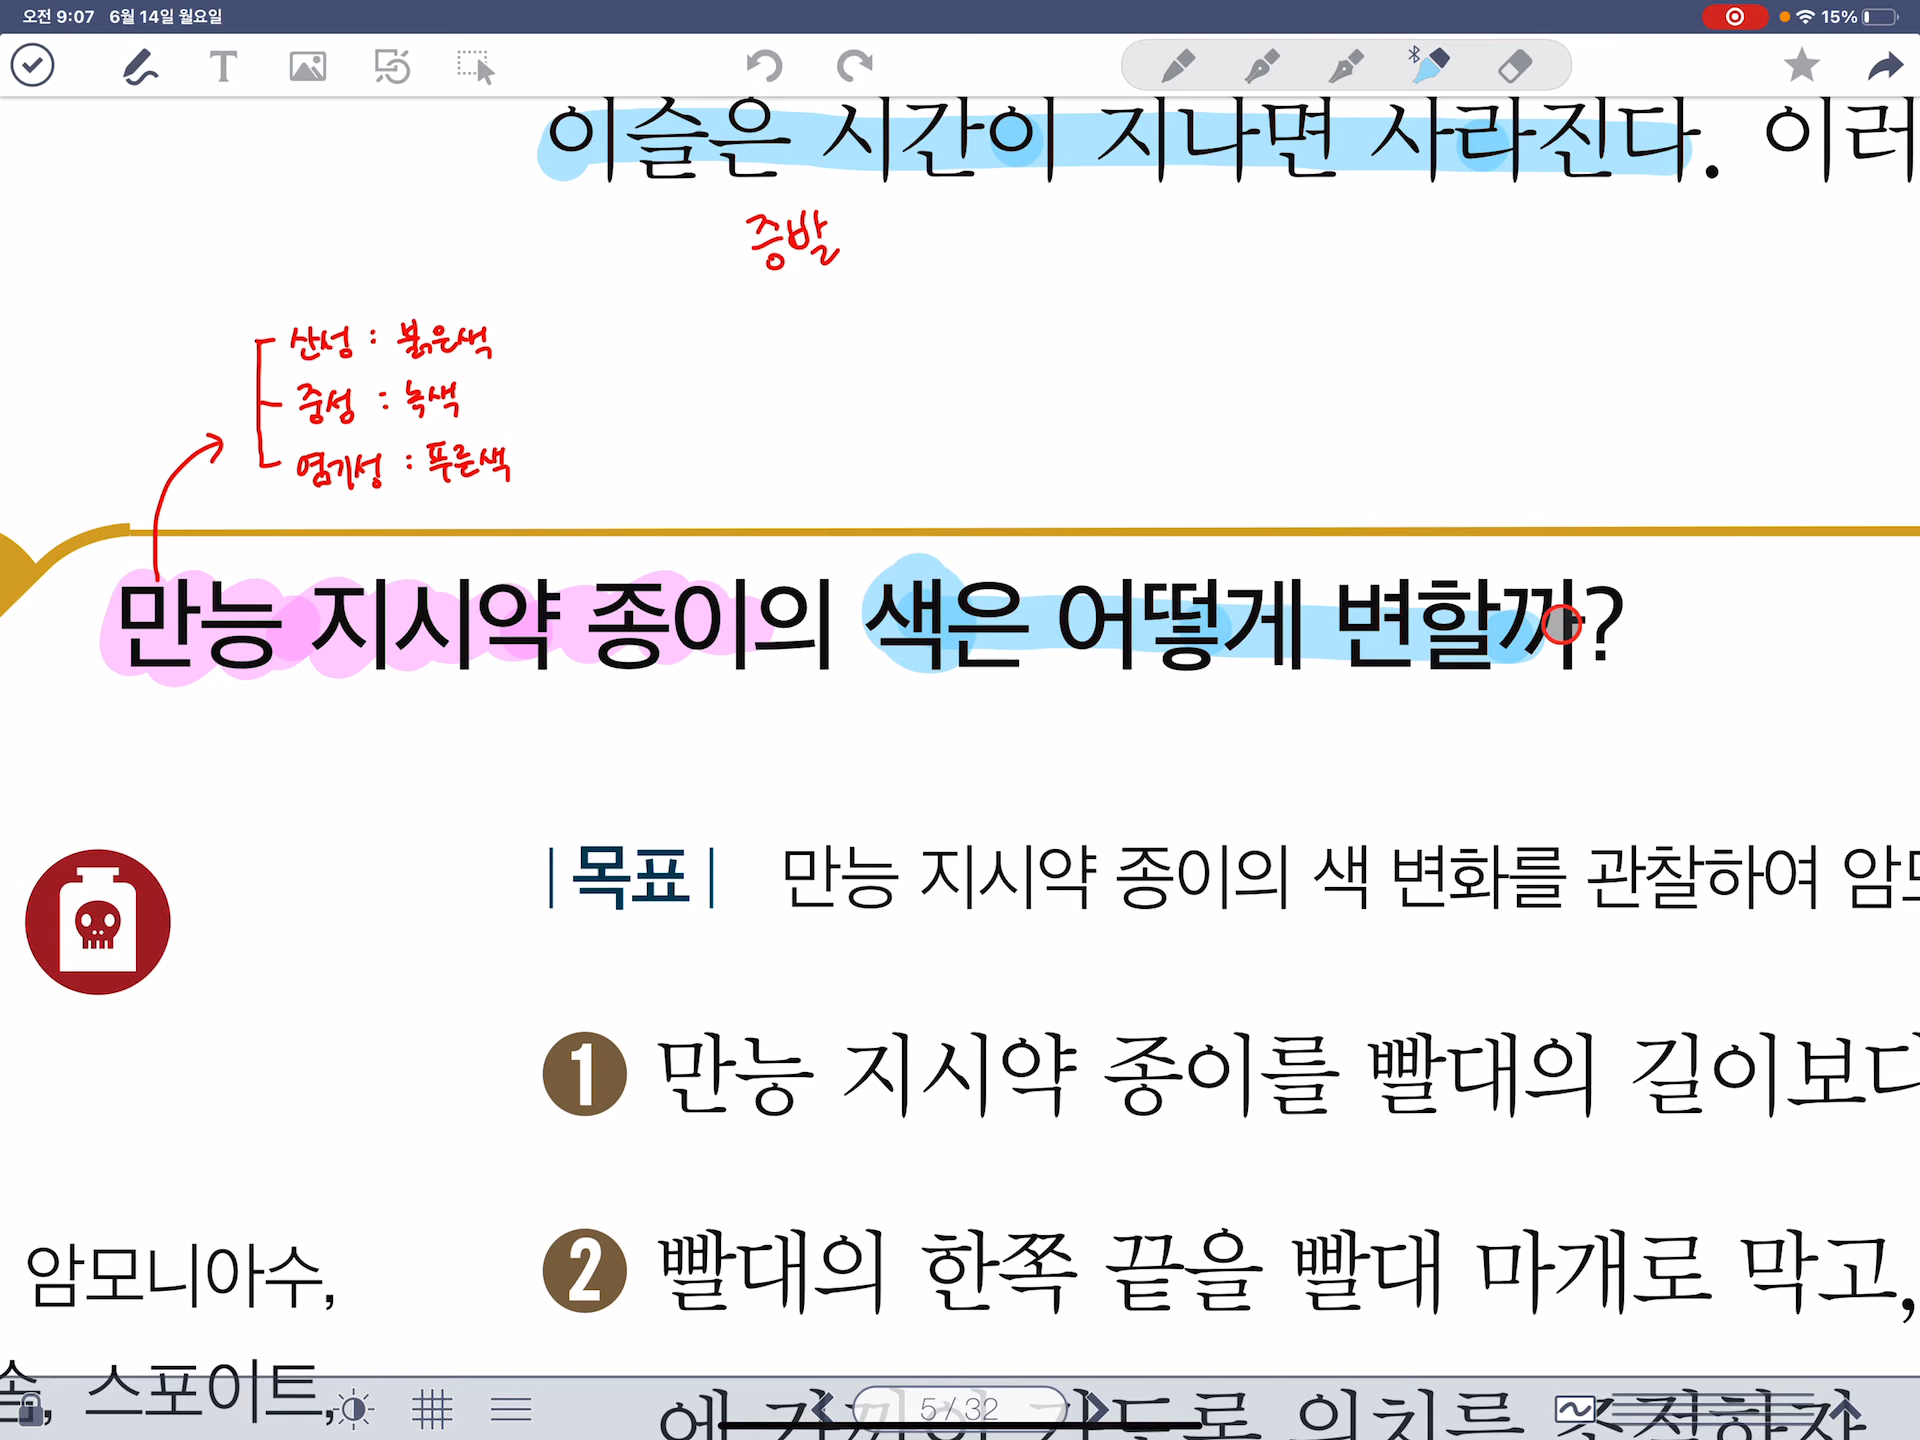 오전 9:07 6월 14일 월요일
15%
이슬은 시간이 지나면 사라진다. 이러
증발
산성 : 붉은색
중성 : 녹색
염기성 : 푸른색
만능 지시약 종이의 색은 어떻게 변할까?
목표 만능 지시약 종이의 색 변화를 관찰하여
1 만능 지시약 종이를 빨대의 길이보다
2 빨대의 한쪽 끝을 빨대 마개로 막고,
암모니아수,
스포이트,
5 / 32